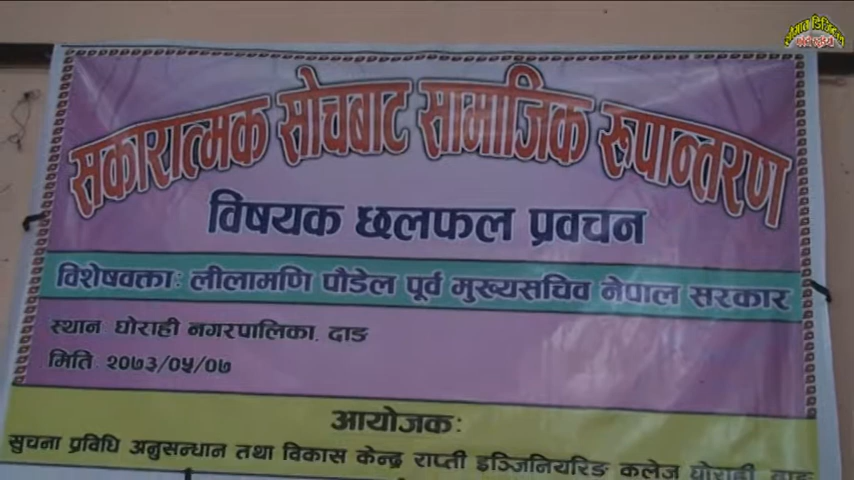 सकारात्मक सोचबाट सामाजिक रूपान्तरण
विषयक छलफल प्रवचन
विशेषवक्ता: लीलामणि पौडेल पूर्व मुख्यसचिव नेपाल सरकार
स्थान घोराही नगरपालिका, दाङ
मिति २०७३/०५/०७
आयोजक:
सुचना प्रविधि अनुसन्धान तथा विकास केन्द्र राप्ती इञ्जिनियरिङ कलेज घोराही दाङ